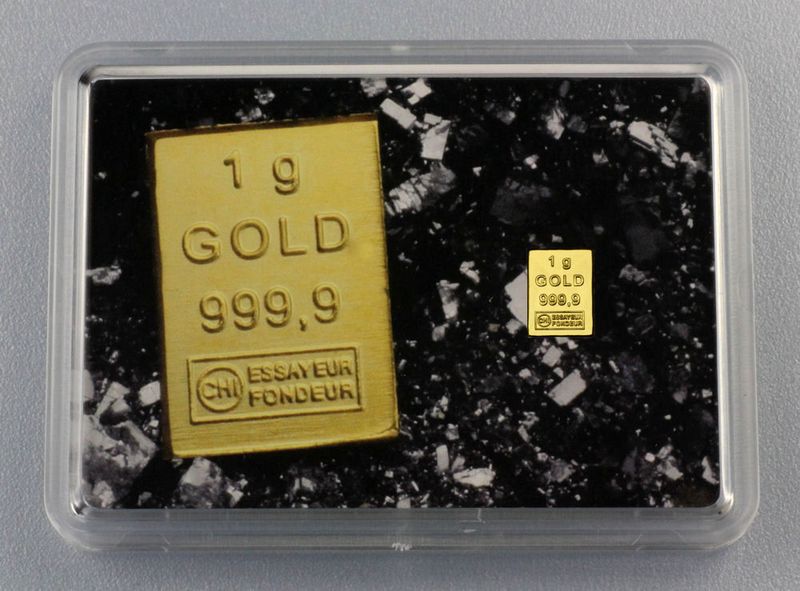 1 g
GOLD
999,9
CHI
ESSAYEUR
FONDEUR
1 g
GOLD
999,9
CHI
ESSAYEUR
FONDEUR